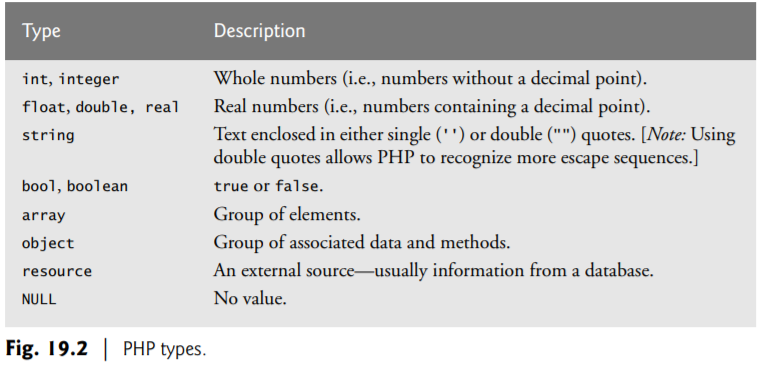 Type Description
int, integer Whole numbers (i.e., numbers without a decimal point).
float, double, real Real numbers (i.e., numbers containing a decimal point).
string Text enclosed in either single ('') or double ("") quotes. [Note: Using
double quotes allows PHP to recognize more escape sequences.]
bool, boolean true or false.
array Group of elements.
object Group of associated data and methods.
resource An external source—usually information from a database.
NULL No value.
Fig. 19.2 | PHP types.